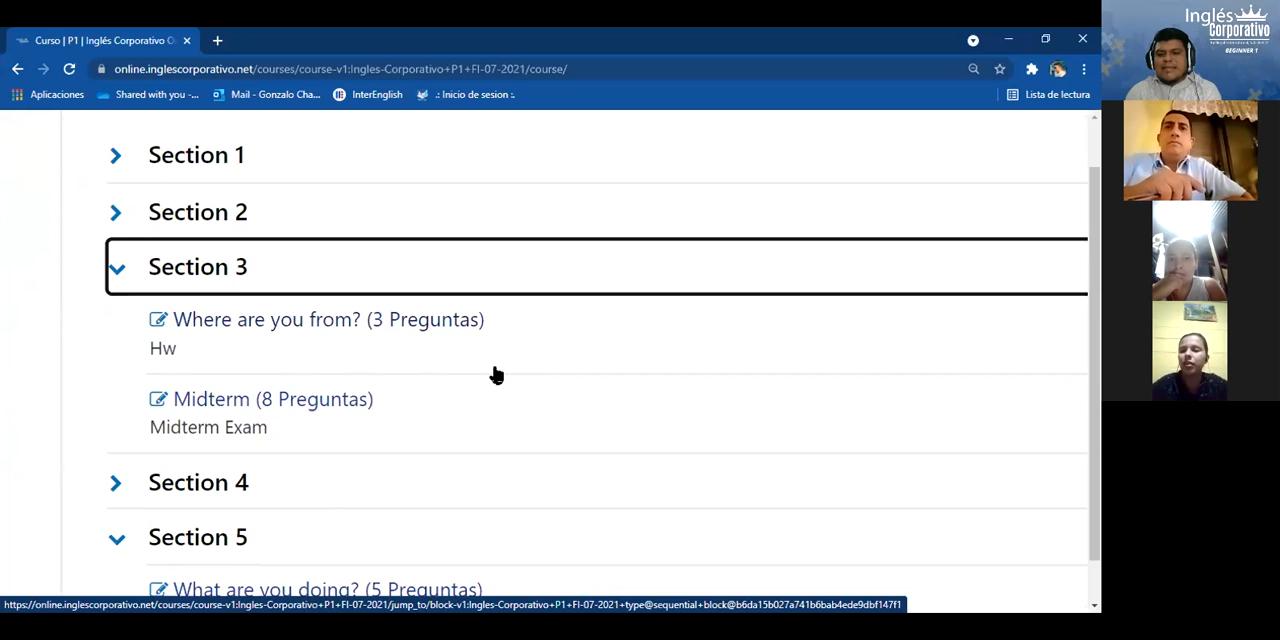 Curso | P1 | Inglés Corporativo O
online.inglescorporativo.net/courses/course-v1:Ingles-Corporativo+P1+FI-07-2021/course/
Aplicaciones
Shared with you -...
Mail - Gonzalo Cha...
InterEnglish
.: Inicio de sesion :.
Lista de lectura
Section 1
Section 2
Section 3
Where are you from? (3 Preguntas)
Hw
Midterm (8 Preguntas)
Midterm Exam
Section 4
Section 5
What are you doing? (5 Preguntas)
https://online.inglescorporativo.net/courses/course-v1:Ingles-Corporativo+P1+FI-07-2021/jump_to/block-v1:Ingles-Corporativo+P1+FI-07-2021+type@sequential+block@b6da15b027a741b6bab4ede9dbf147f1
Inglés
Corporativo
BEGINNER 1